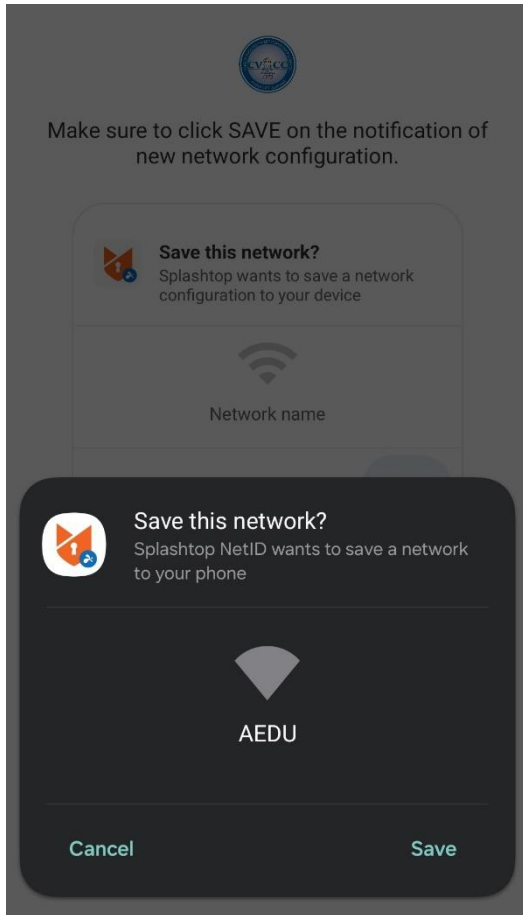 Make sure to click SAVE on the notification of
new network configuration.
Save this network?
Splashtop wants to save a network
configuration to your device
Network name
Save this network?
Splashtop NetID wants to save a network
to your phone
AEDU
Cancel
Save